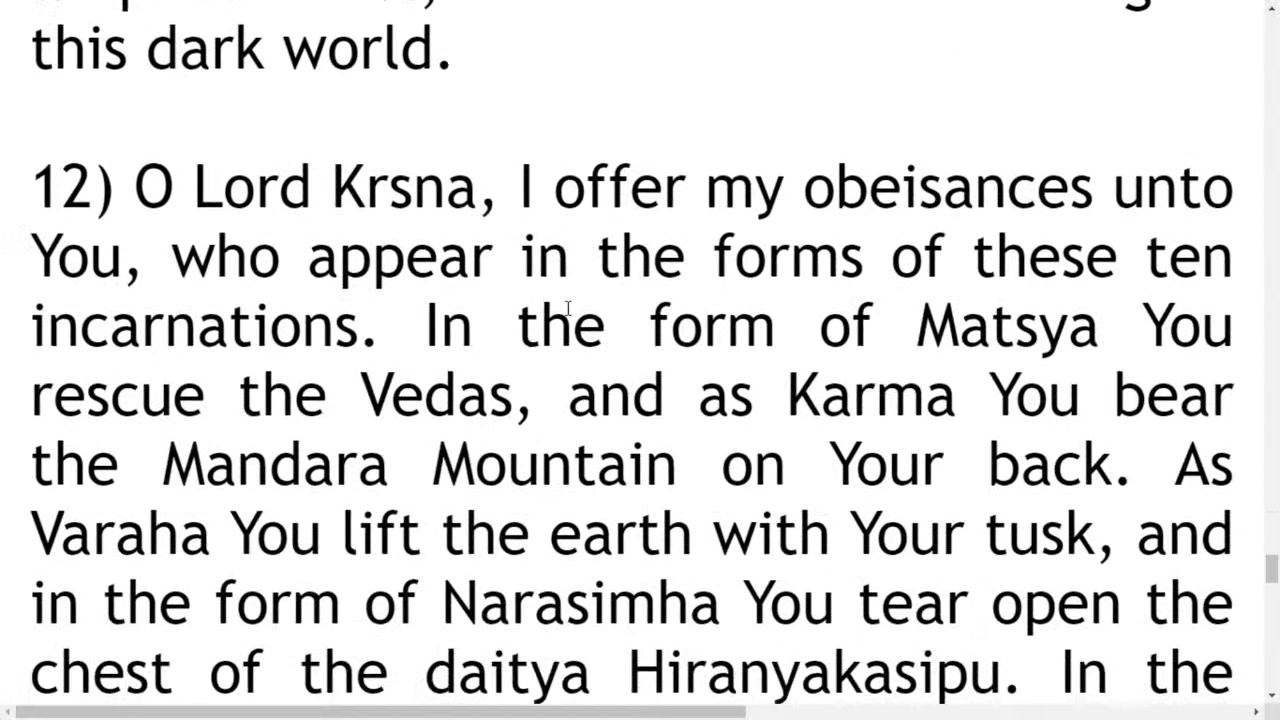 this dark world.
12) O Lord Krsna, I offer my obeisances unto
You, who appear in the forms of these ten
incarnations. In the form of Matsya You
rescue the Vedas, and as Karma You bear
the Mandara Mountain on Your back. As
Varaha You lift the earth with Your tusk, and
in the form of Narasimha You tear open the
chest of the daitya Hiranyakasipu. In the